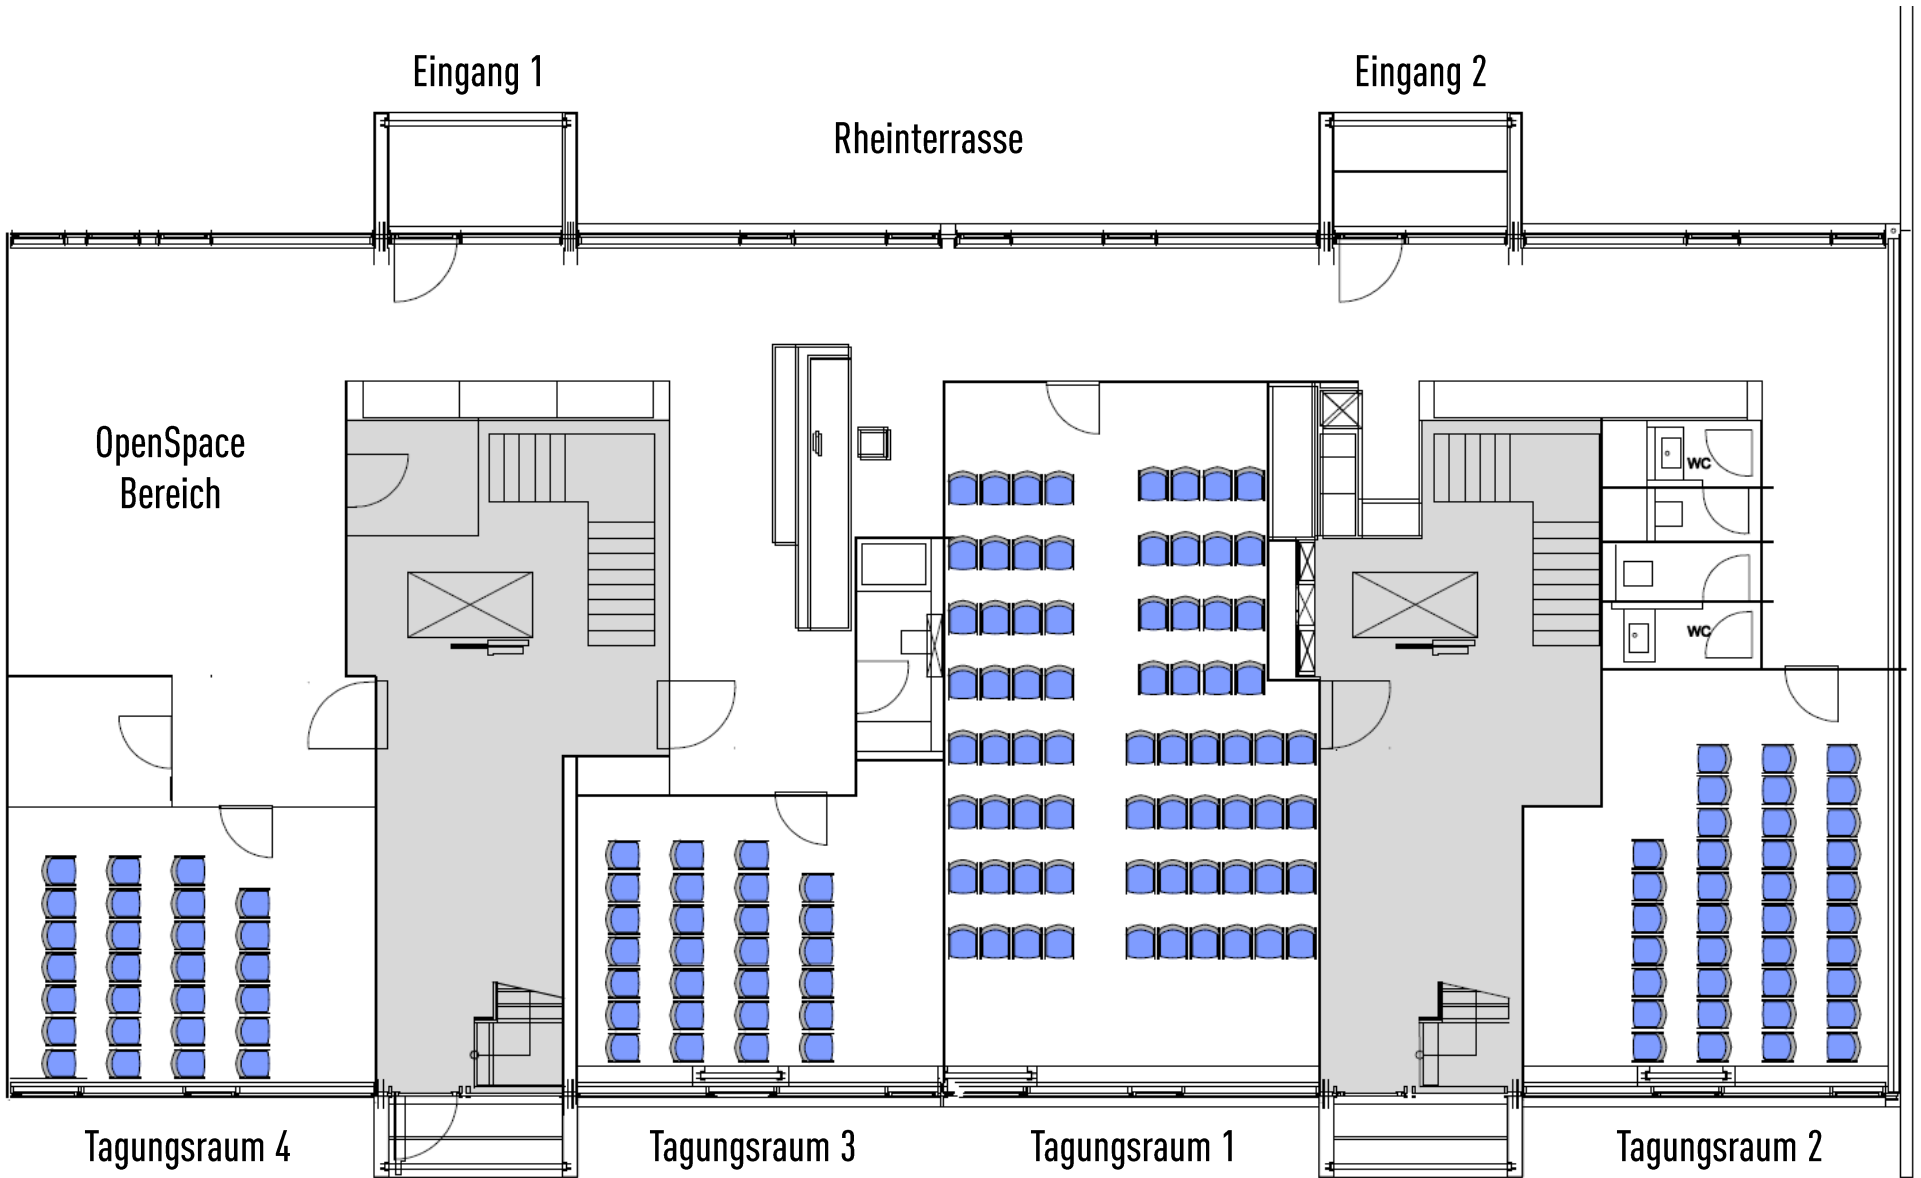 Eingang 1
Eingang 2
Rheinterrasse
OpenSpace
Bereich
WC
WC
Tagungsraum 4
Tagungsraum 3
Tagungsraum 1
Tagungsraum 2